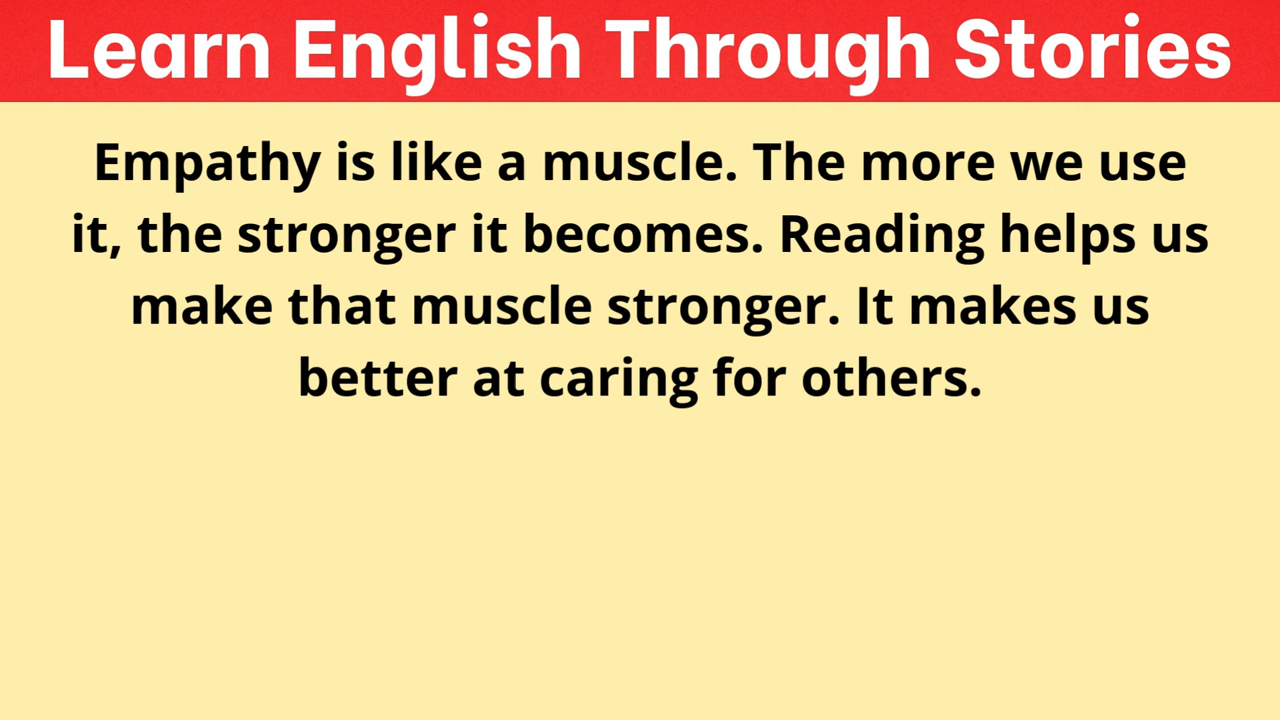 Learn English Through Stories
Empathy is like a muscle. The more we use
it, the stronger it becomes. Reading helps us
make that muscle stronger. It makes us
better at caring for others.